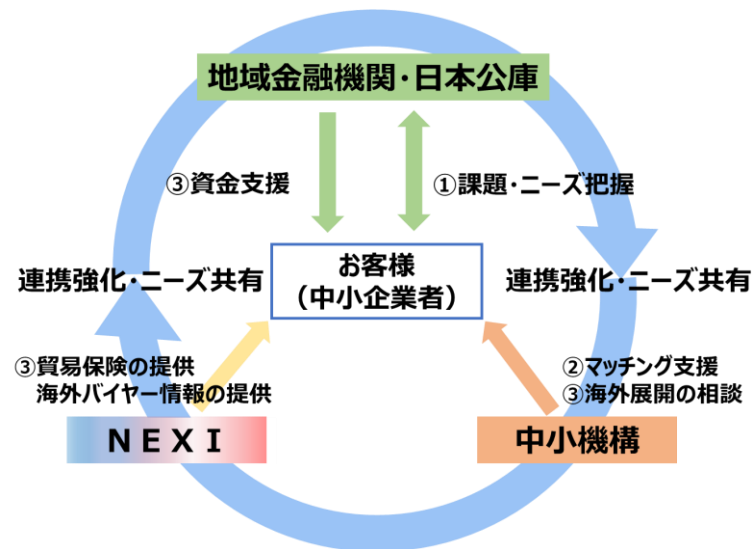 地域金融機関・日本公庫
③資金支援
①課題・ニーズ把握
お客様
（中小企業者）
連携強化・ニーズ共有
連携強化・ニーズ共有
③貿易保険の提供
海外バイヤー情報の提供
②マッチング支援
③海外展開の相談
ＮＥＸＩ
中小機構